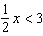 ½ x < 3